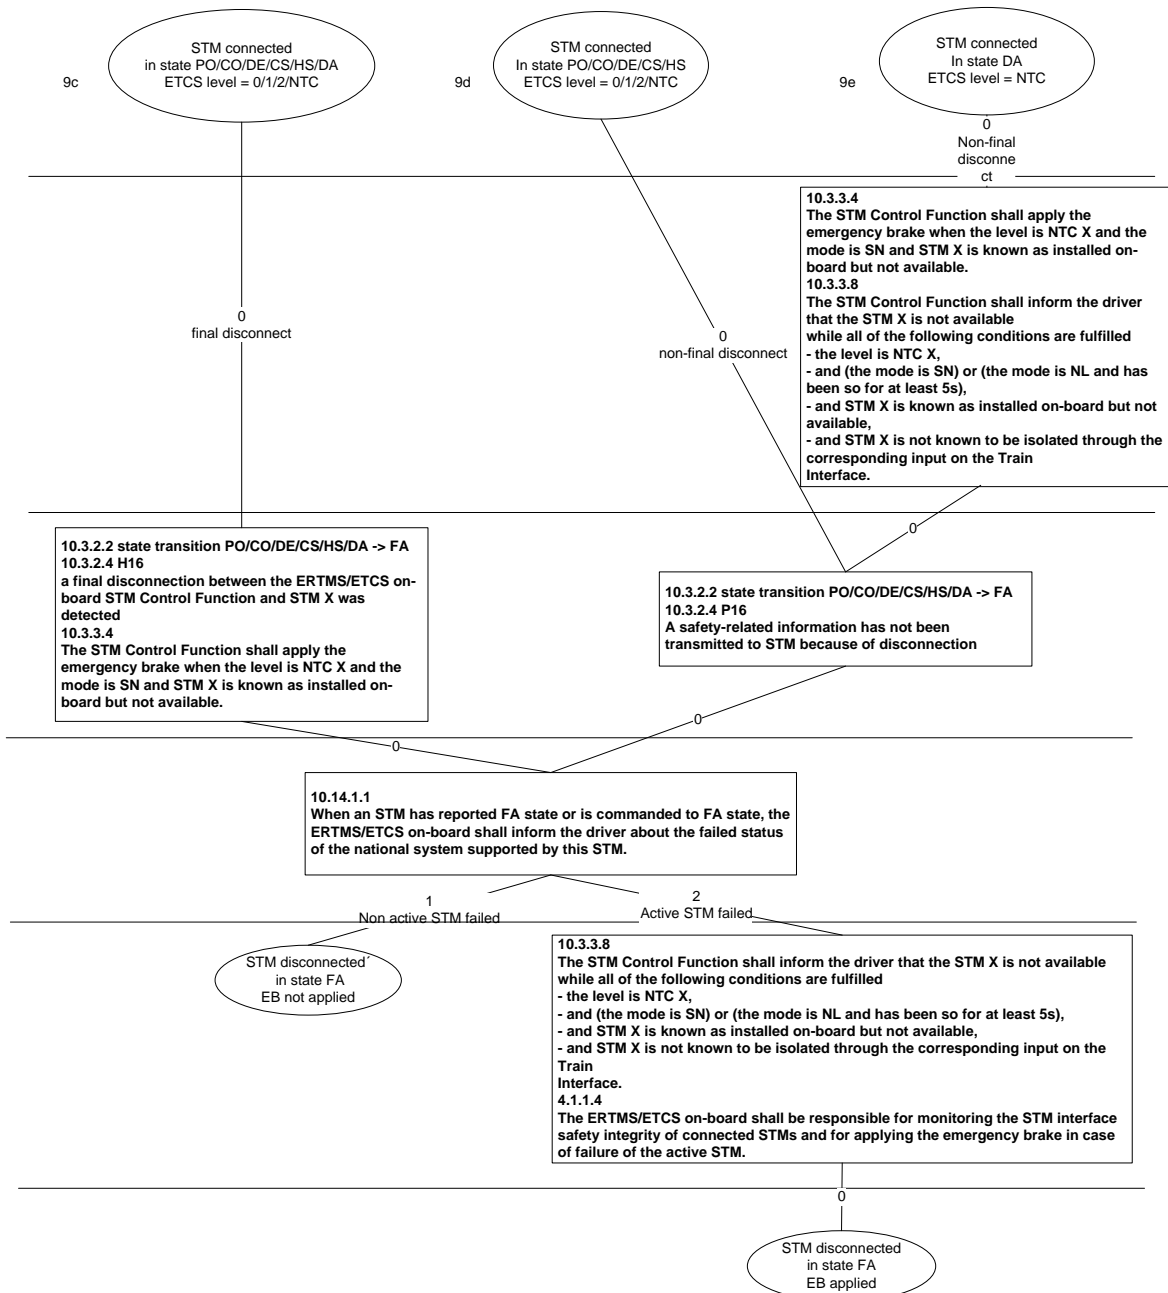 9c
STM connected
in state PO/CO/DE/CS/HS/DA
ETCS level = 0/1/2/NTC
9d
STM connected
In state PO/CO/DE/CS/HS
ETCS level = 0/1/2/NTC
9e
STM connected
In state DA
ETCS level = NTC
0
Non-final
disconne
ct
10.3.3.4
The STM Control Function shall apply the
emergency brake when the level is NTC X and the
mode is SN and STM X is known as installed on-
board but not available.
10.3.3.8
The STM Control Function shall inform the driver
that the STM X is not available
while all of the following conditions are fulfilled
- the level is NTC X,
- and (the mode is SN) or (the mode is NL and has
been so for at least 5s),
- and STM X is known as installed on-board but not
available,
- and STM X is not known to be isolated through the
corresponding input on the Train
Interface.
0
final disconnect
0
non-final disconnect
0
10.3.2.2 state transition PO/CO/DE/CS/HS/DA -> FA
10.3.2.4 H16
a final disconnection between the ERTMS/ETCS on-
board STM Control Function and STM X was
detected
10.3.3.4
The STM Control Function shall apply the
emergency brake when the level is NTC X and the
mode is SN and STM X is known as installed on-
board but not available.
10.3.2.2 state transition PO/CO/DE/CS/HS/DA -> FA
10.3.2.4 P16
A safety-related information has not been
transmitted to STM because of disconnection
0
0
10.14.1.1
When an STM has reported FA state or is commanded to FA state, the
ERTMS/ETCS on-board shall inform the driver about the failed status
of the national system supported by this STM.
1
Non active STM failed
2
Active STM failed
STM disconnected´
in state FA
EB not applied
10.3.3.8
The STM Control Function shall inform the driver that the STM X is not available
while all of the following conditions are fulfilled
- the level is NTC X,
- and (the mode is SN) or (the mode is NL and has been so for at least 5s),
- and STM X is known as installed on-board but not available,
- and STM X is not known to be isolated through the corresponding input on the
Train
Interface.
4.1.1.4
The ERTMS/ETCS on-board shall be responsible for monitoring the STM interface
safety integrity of connected STMs and for applying the emergency brake in case
of failure of the active STM.
0
STM disconnected
in state FA
EB applied